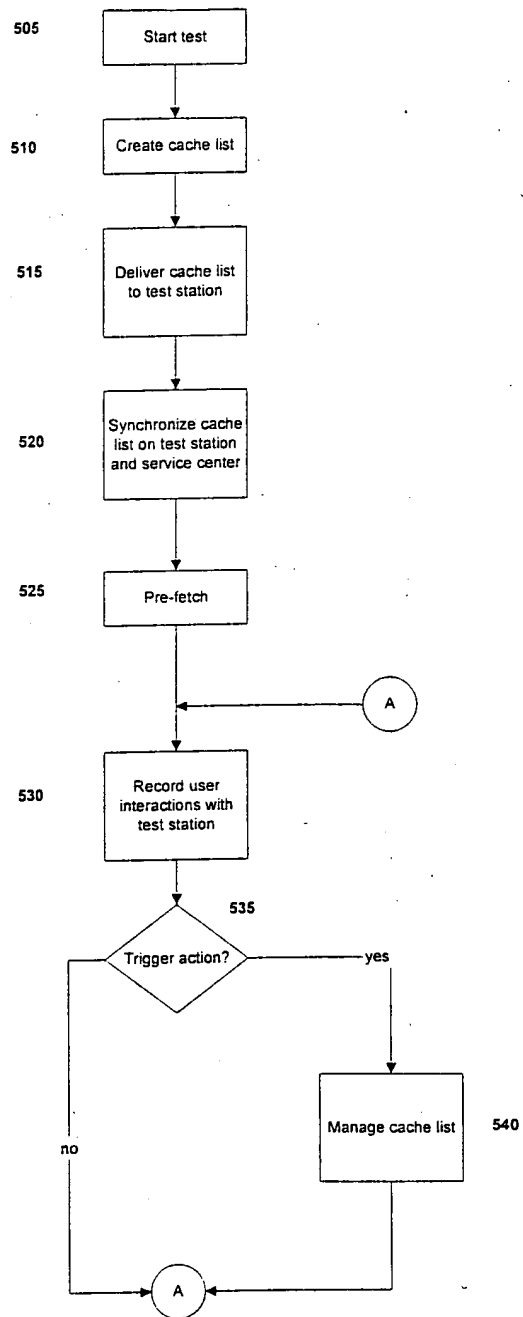 505
Start test
510
Create cache list
515
Deliver cache list
to test station
520
Synchronize cache
list on test station
and service center
525
Pre-fetch
A
530
Record user
interactions with
test station
535
Trigger action?
yes
Manage cache list
540
no
A